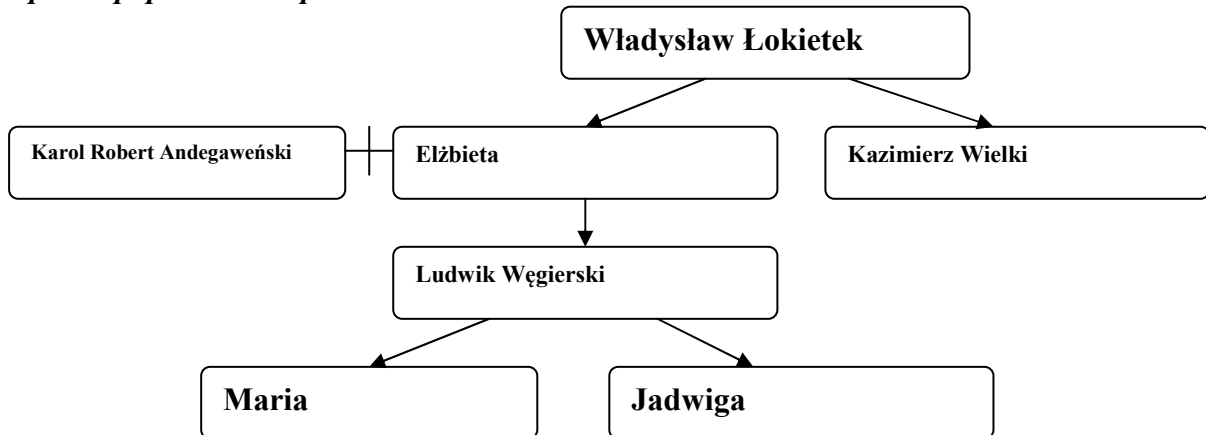 Władysław Łokietek
Karol Robert Andegaweński
Elżbieta
Kazimierz Wielki
Ludwik Węgierski
Maria
Jadwiga